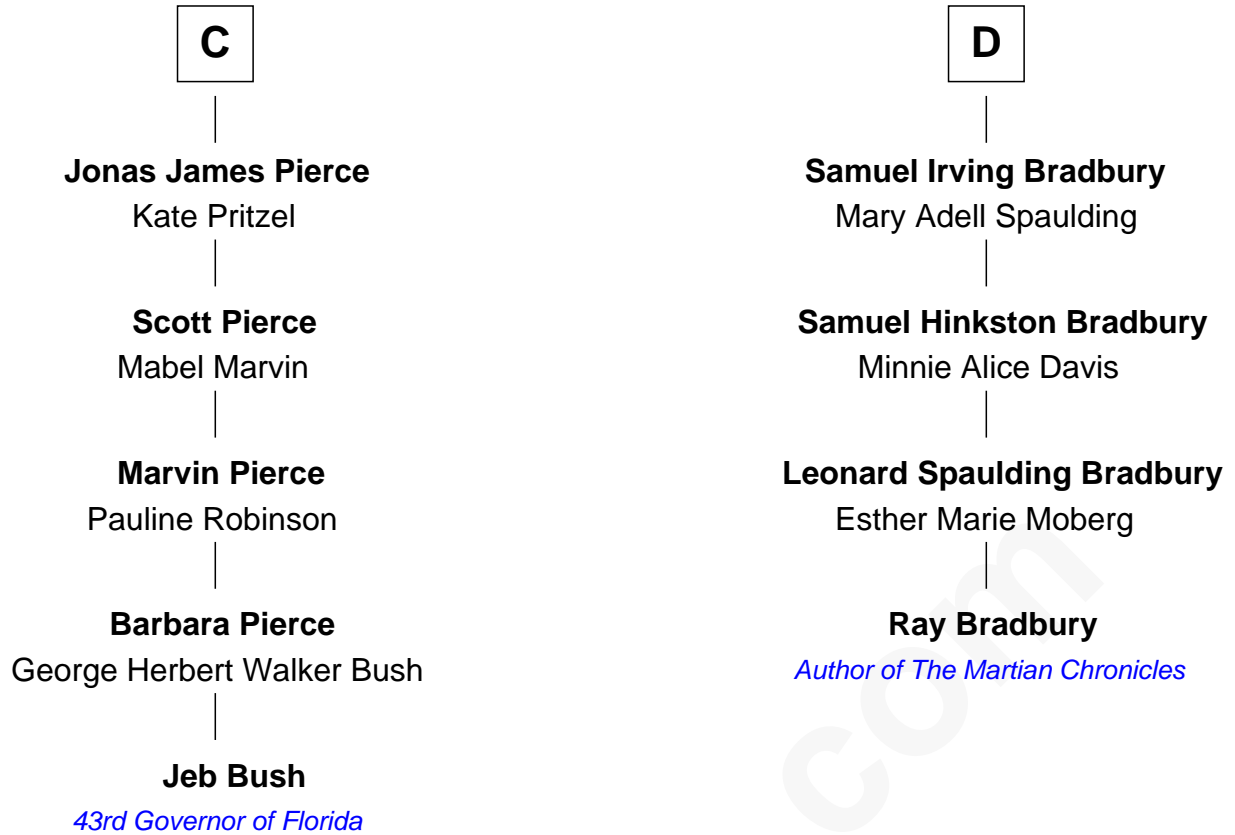 C
Jonas James Pierce
Kate Pritzel
Scott Pierce
Mabel Marvin
Marvin Pierce
Pauline Robinson
Barbara Pierce
George Herbert Walker Bush
Jeb Bush
43rd Governor of Florida
D
Samuel Irving Bradbury
Mary Adell Spaulding
Samuel Hinkston Bradbury
Minnie Alice Davis
Leonard Spaulding Bradbury
Esther Marie Moberg
Ray Bradbury
Author of The Martian Chronicles
com